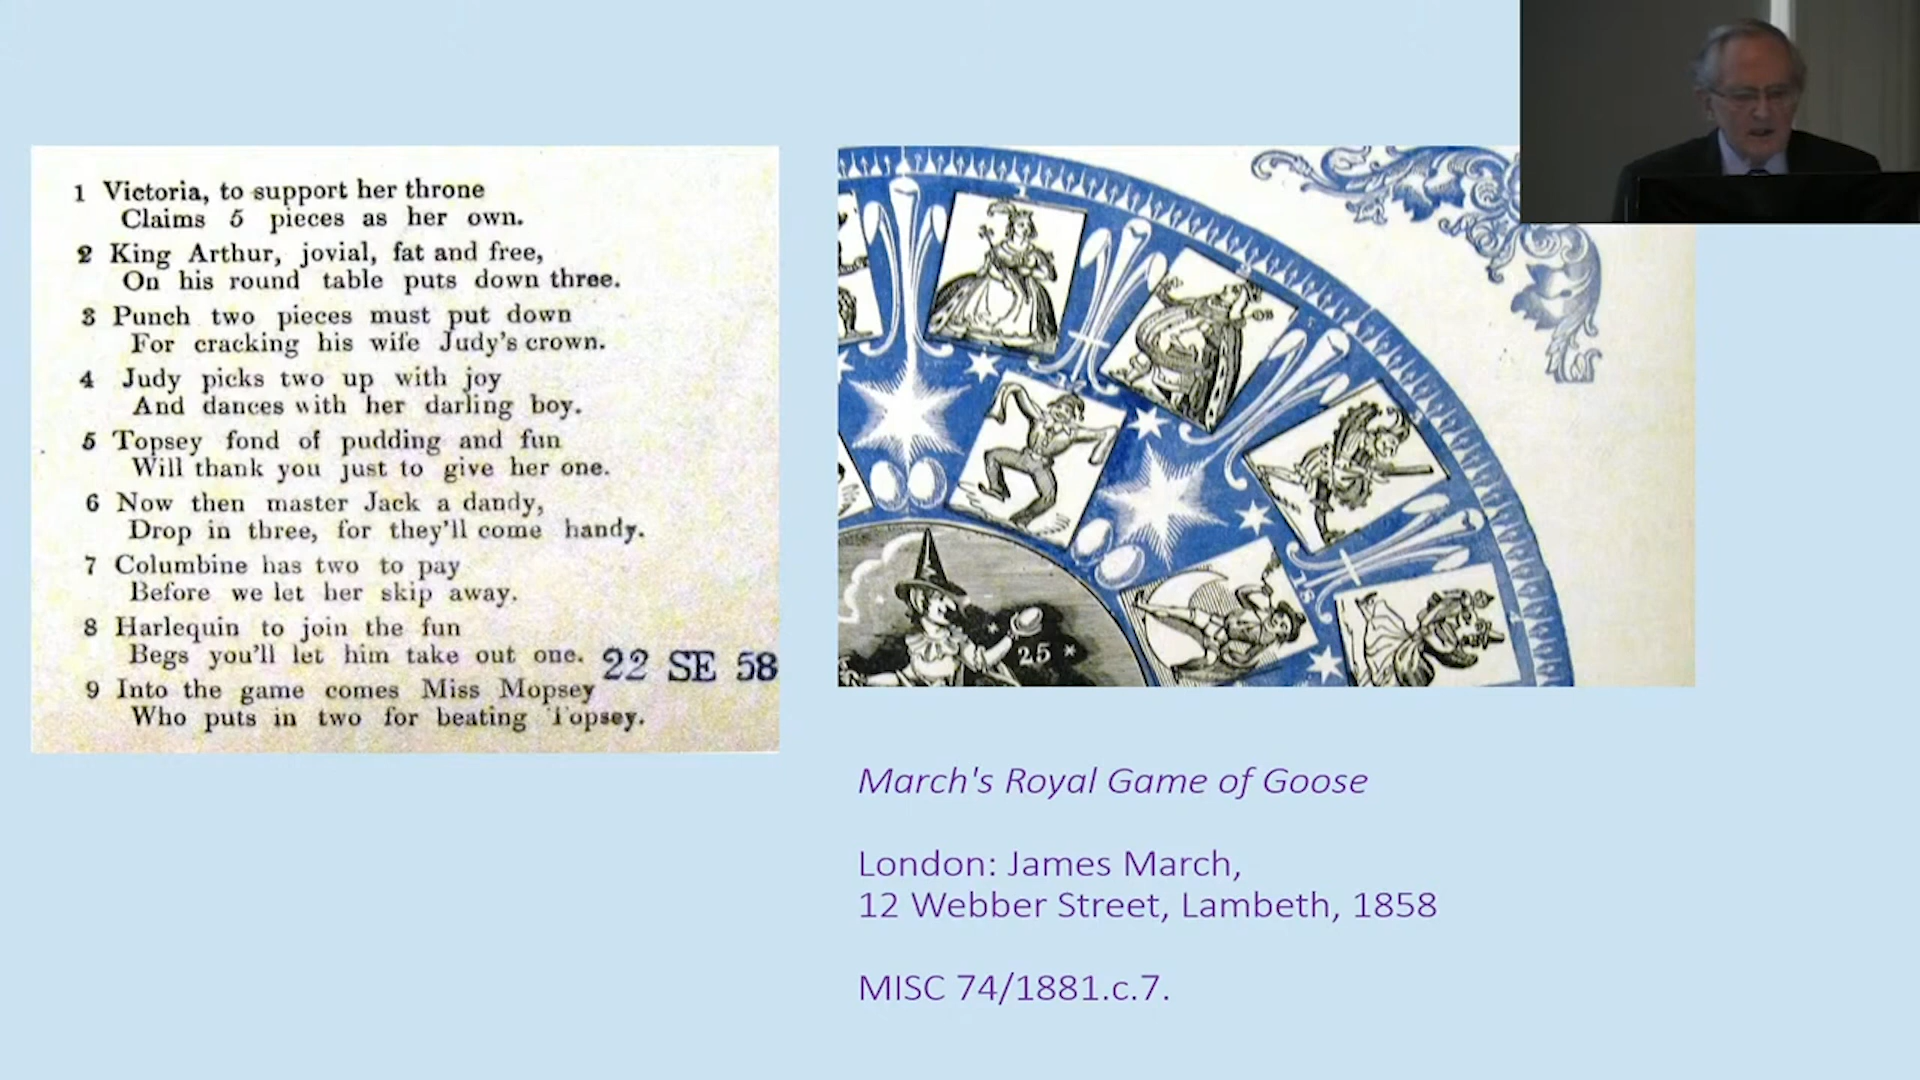 1 Victoria, to support her throne
Claims 5 pieces as her own.
2 King Arthur, jovial, fat and free,
On his round table puts down three.
3 Punch two pieces must put down
For cracking his wife Judy's crown.
4 Judy picks two up with joy
And dances with her darling boy.
5 Topsey fond of pudding and fun
Will thank you just to give her one.
6 Now then master Jack a dandy,
Drop in three, for they'll come handy.
7 Columbine has two to pay
Before we let her skip away.
8 Harlequin to join the fun
Begs you'll let him take out one.
22 SE 58
9 Into the game comes Miss Mopsey
Who puts in two for beating Topsey.
25
March's Royal Game of Goose
London: James March,
12 Webber Street, Lambeth, 1858
MISC 74/1881.c.7.